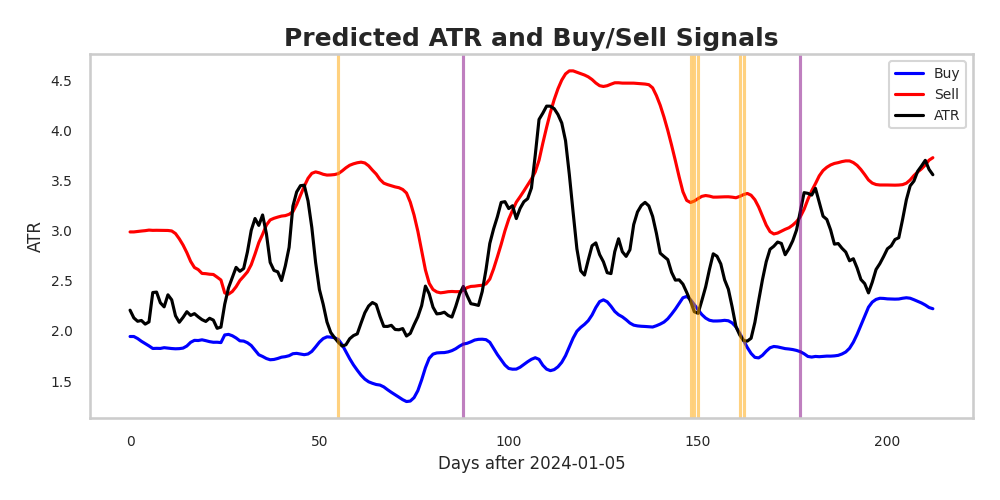 Predicted ATR and Buy/Sell Signals
4.5
4.0
3.5
3.0
2.5
2.0
1.5
ATR
Buy
Sell
ATR
0 50 100 150 200
Days after 2024-01-05